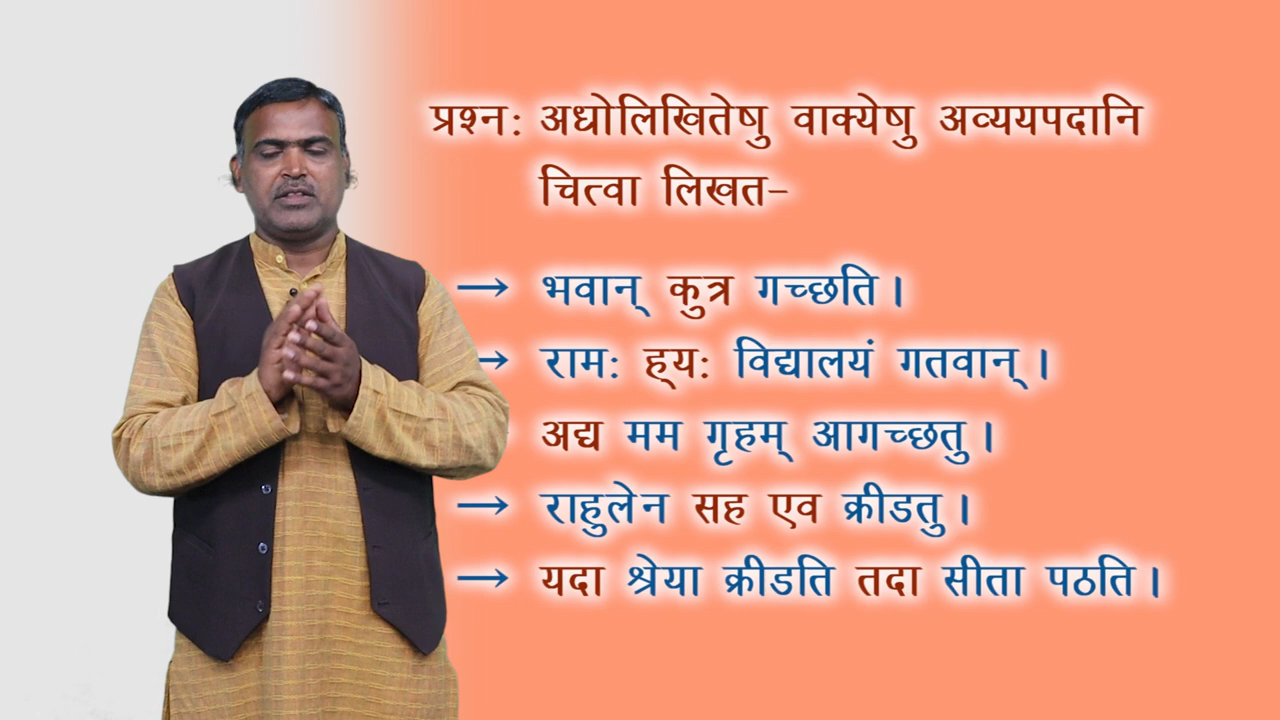 प्रश्न: अधोलिखितेषु वाक्येषु अव्ययपदानि
चित्वा लिखत-
→ भवान् कुत्र गच्छति।
→ रामः ह्यः विद्यालयं गतवान्।
अद्य मम गृहम् आगच्छतु।
→ राहुलेन सह एव क्रीडतु।
→ यदा श्रेया क्रीडति तदा सीता पठति।